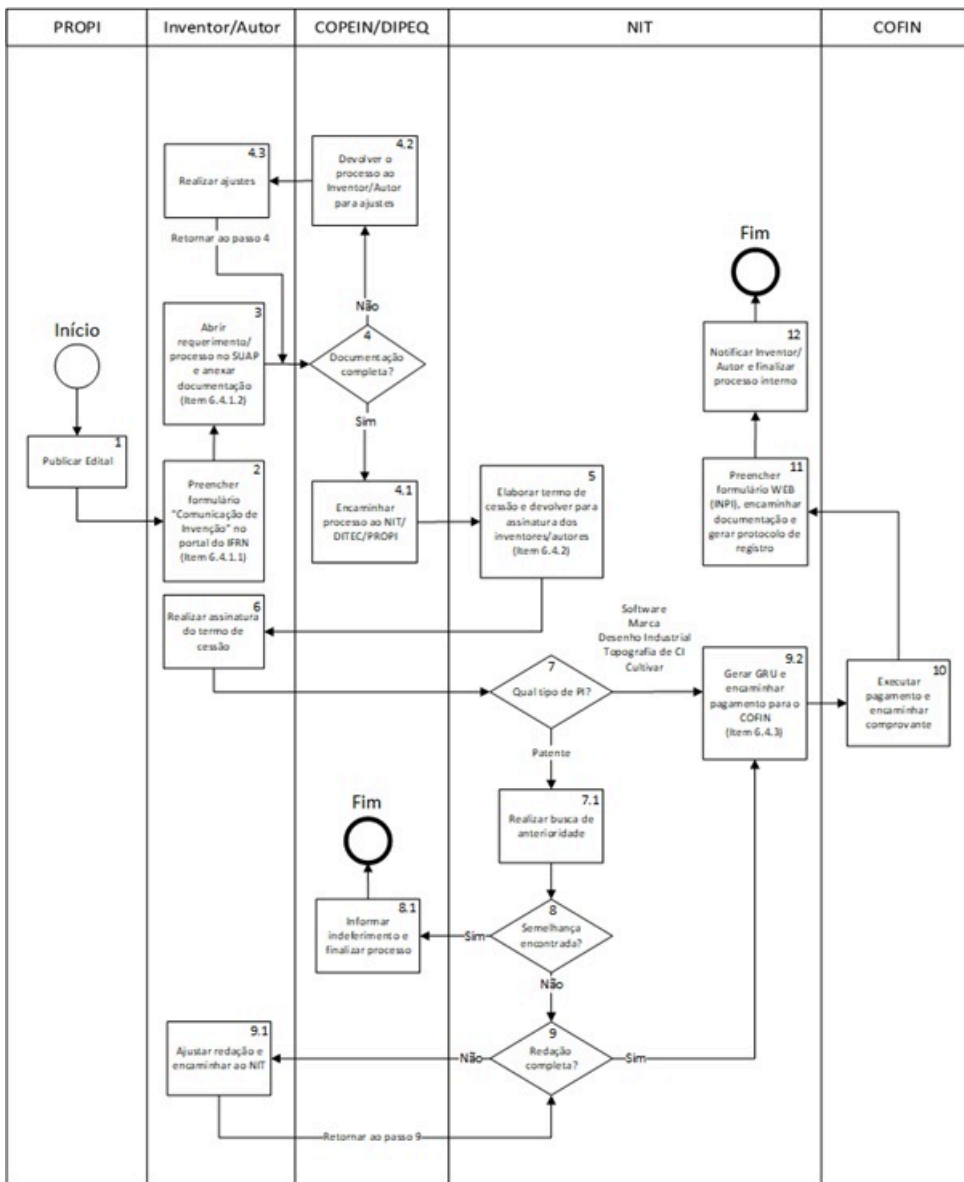 PROPI
Inventor/Autor
COPEIN/DIPEQ
NIT
COFIN
4.3
Realizar ajustes
4.2
Devolver o
processo ao
Inventor/Autor
para ajustes
Retornar ao passo 4
Fim
Não
Início
3
Abrir
requerimento/
processo no SUAP
e anexar
documentação
(Item 6.4.1.2)
4
Documentação
completa?
12
Notificar Inventor/
Autor e finalizar
processo interno
Sim
1
Publicar Edital
2
Preencher
formulário
"Comunicação de
Invenção" no
portal do IFRN
(Item 6.4.1.1)
4.1
Encaminhar
processo ao NIT/
DITEC/PROPI
5
Elaborar termo de
cessão e devolver para
assinatura dos
inventores/autores
(Item 6.4.2)
11
Preencher
formulário WEB
(INPI), encaminhar
documentação e
gerar protocolo de
registro
6
Realizar assinatura
do termo de
cessão
Software
Marca
Desenho Industrial
Topografia de CI
Cultivar
7
Qual tipo de PI?
9.2
Gerar GRU e
encaminhar
pagamento para o
COFIN
(Item 6.4.3)
10
Executar
pagamento e
encaminhar
comprovante
Patente
7.1
Realizar busca de
anterioridade
Fim
8.1
Informar
indeferimento e
finalizar processo
Sim
8
Semelhança
encontrada?
Não
9.1
Ajustar redação e
encaminhar ao NIT
Não
9
Redação
completa?
Sim
Retornar ao passo 9